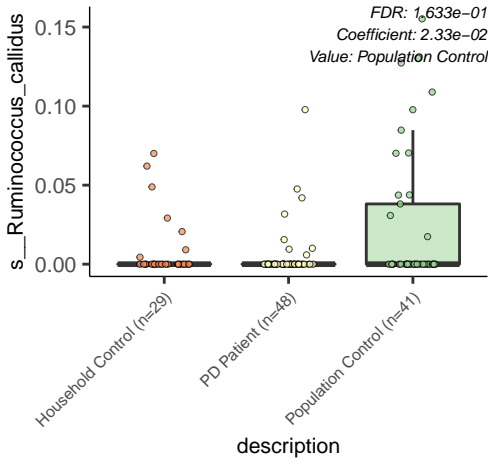 FDR: 1.633e−01
Coefficient: 2.33e−02
Value: Population Control
0.15
0.10
0.05
0.00
s__Ruminococcus_callidus
Household Control (n=29)
PD Patient (n=48)
Population Control (n=41)
description